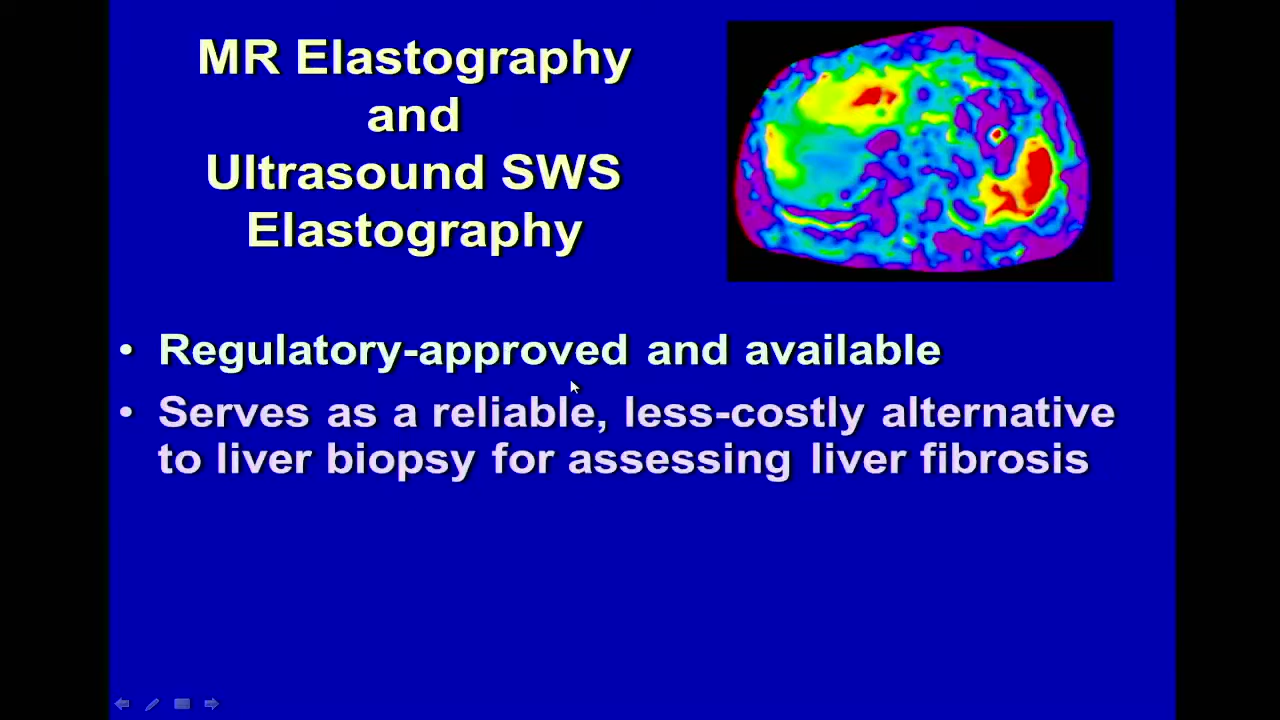 MR Elastography
and
Ultrasound SWS
Elastography
• Regulatory-approved and available
• Serves as a reliable, less-costly alternative
to liver biopsy for assessing liver fibrosis